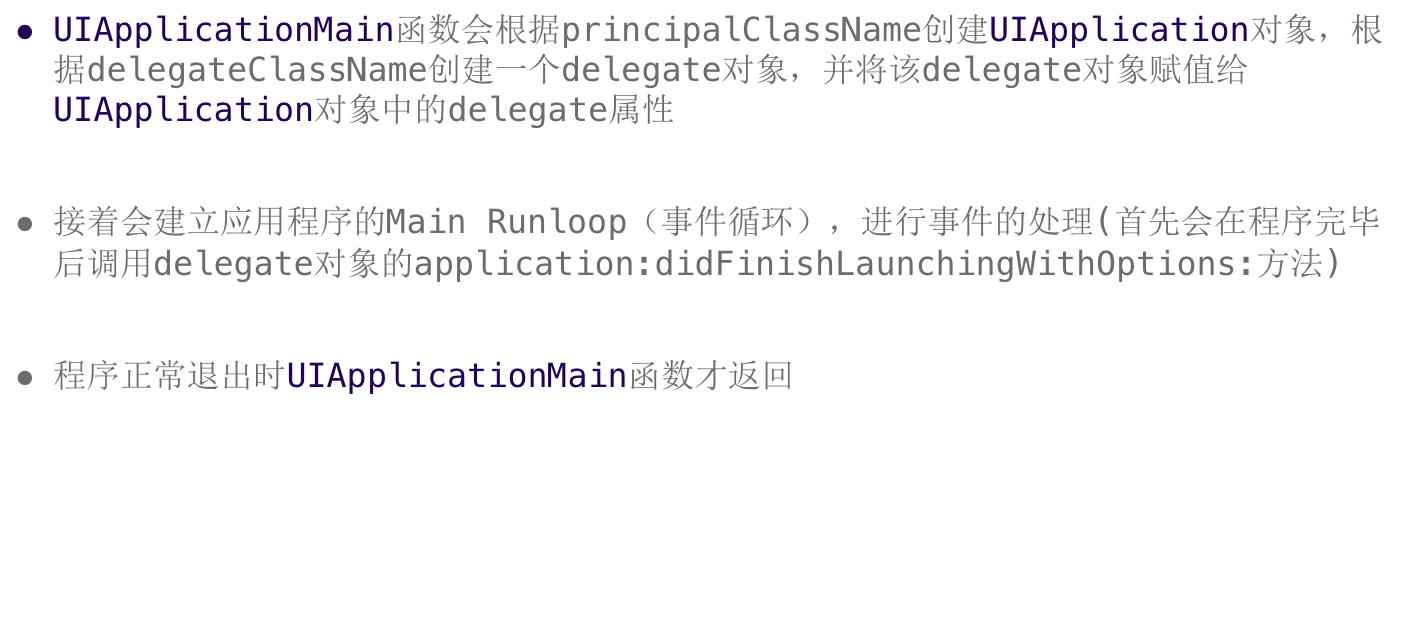 • UIApplicationMain函数会根据principalClassName创建UIApplication对象，根
据delegateClassName创建一个delegate对象，并将该delegate对象赋值给
UIApplication对象中的delegate属性
• 接着会建立应用程序的Main Runloop（事件循环），进行事件的处理(首先会在程序完毕
后调用delegate对象的application:didFinishLaunchingWithOptions:方法)
• 程序正常退出时UIApplicationMain函数才返回